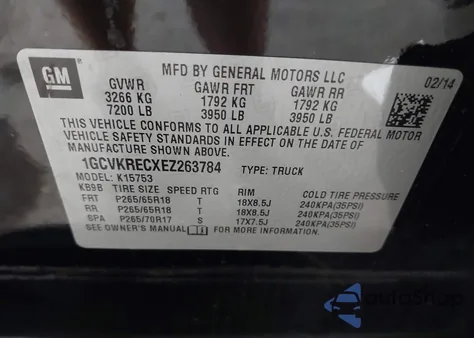 GM
MFD BY GENERAL MOTORS LLC
02/14
GVWR GAWR FRT GAWR RR
3266 KG 1792 KG 1792 KG
7200 LB 3950 LB 3950 LB
THIS VEHICLE CONFORMS TO ALL APPLICABLE U.S. FEDERAL MOTOR
VEHICLE SAFETY STANDARDS IN EFFECT ON THE DATE OF
MANUFACTURE SHOWN ABOVE.
1GCVKRECXEZ263784 TYPE: TRUCK
MODEL: K15753
KB9B TIRE SIZE SPEED RTG RIM COLD TIRE PRESSURE
FRT P265/65R18 T 18X8.5J 240KPA(35PSI)
RR P265/65R18 T 18X8.5J 240KPA(35PSI)
SPA P265/70R17 S 17X7.5J 240KPA(35PSI)
SEE OWNER'S MANUAL FOR MORE INFORMATION.
autoSnap